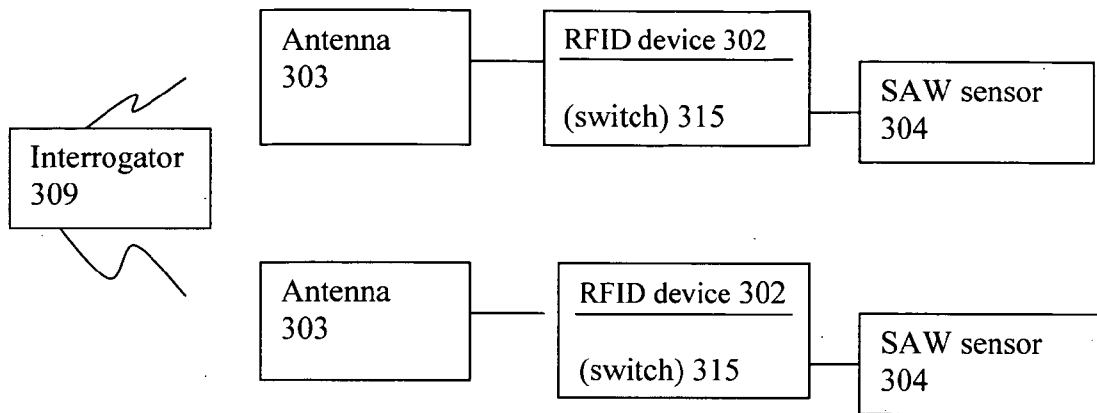 Antenna
303
RFID device 302
(switch) 315
SAW sensor
304
Interrogator
309
Antenna
303
RFID device 302
(switch) 315
SAW sensor
304